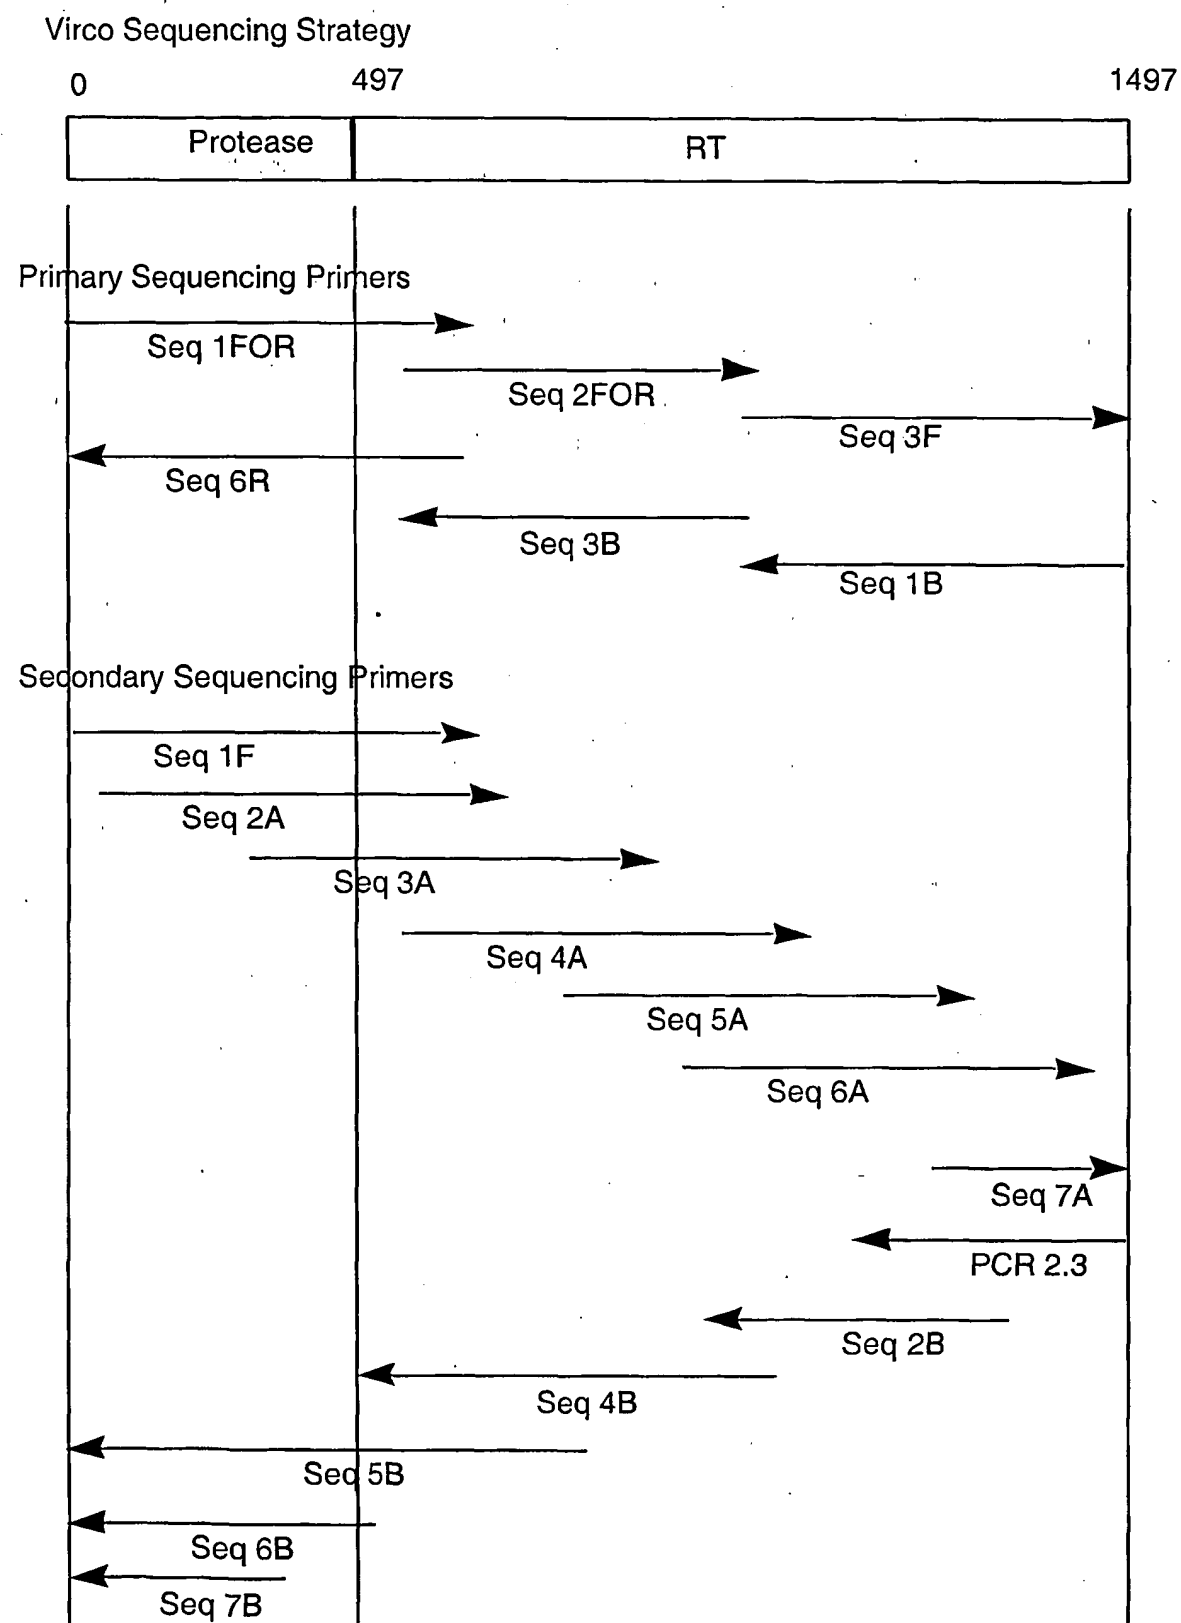 Virco Sequencing Strategy
0 497 1497
Protease RT
Primary Sequencing Primers
Seq 1FOR
Seq 2FOR
Seq 3F
Seq 6R
Seq 3B
Seq 1B
Secondary Sequencing Primers
Seq 1F
Seq 2A
Seq 3A
Seq 4A
Seq 5A
Seq 6A
Seq 7A
PCR 2.3
Seq 2B
Seq 4B
Seq 5B
Seq 6B
Seq 7B